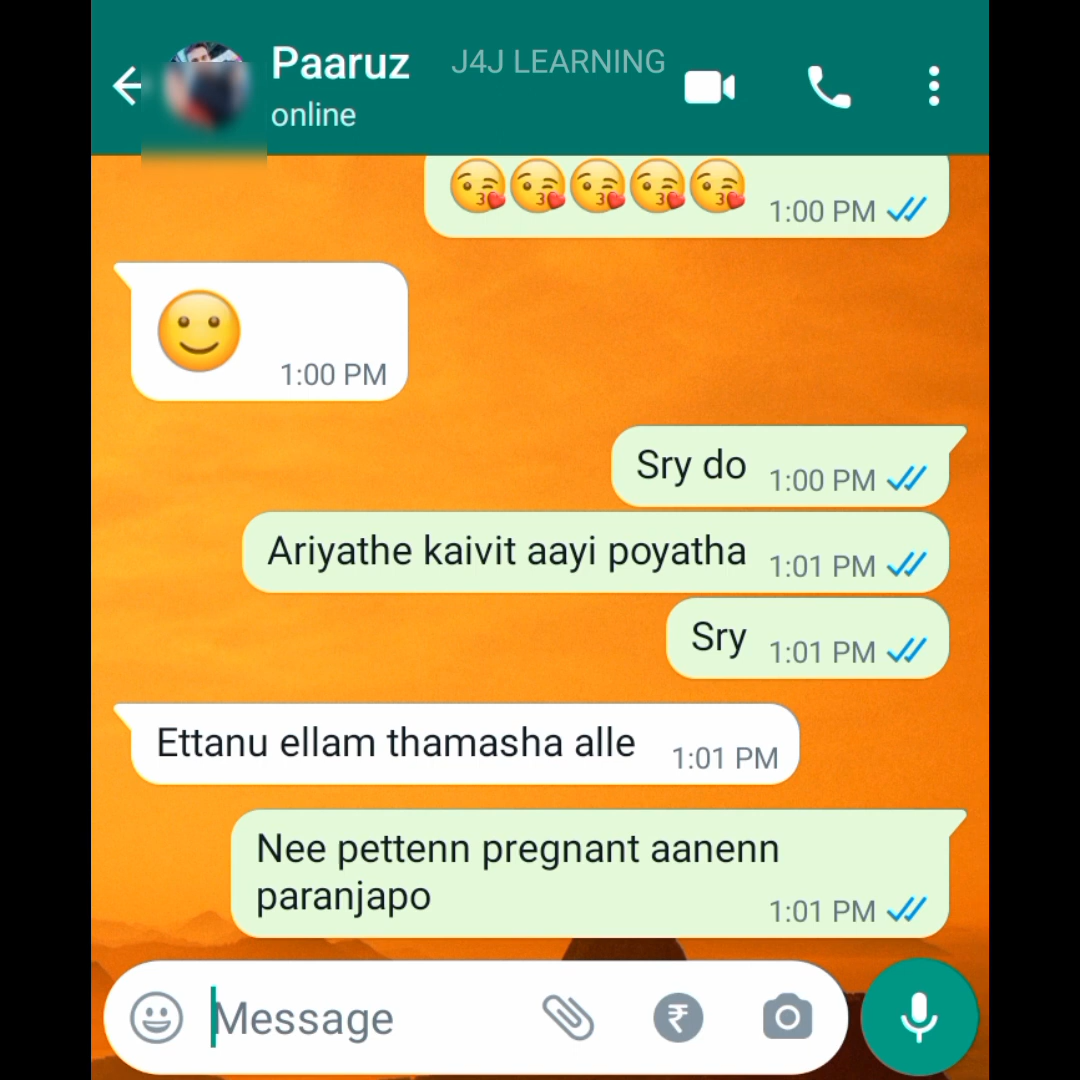 Paaruz
J4J LEARNING
online
😘😘😘😘😘 1:00 PM
🙂 1:00 PM
Sry do 1:00 PM
Ariyathe kaivit aayi poyatha 1:01 PM
Sry 1:01 PM
Ettanu ellam thamasha alle 1:01 PM
Nee pettenn pregnant aanenn
paranjapo 1:01 PM
Message
₹